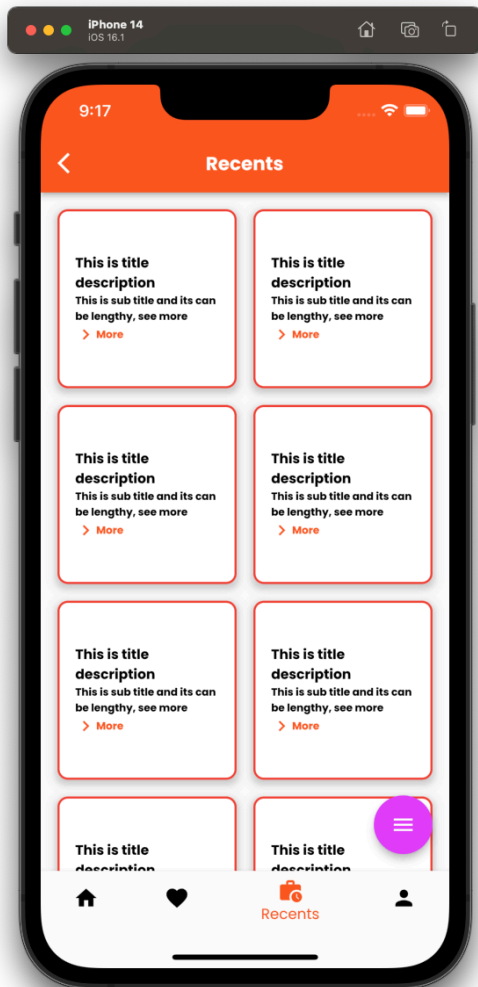 iPhone 14
iOS 16.1
9:17
Recents
This is title
description
This is sub title and its can
be lengthy, see more
More
This is title
description
This is sub title and its can
be lengthy, see more
More
This is title
description
This is sub title and its can
be lengthy, see more
More
This is title
description
This is sub title and its can
be lengthy, see more
More
This is title
description
This is sub title and its can
be lengthy, see more
More
This is title
description
This is sub title and its can
be lengthy, see more
More
This is title
description
This is title
description
Recents